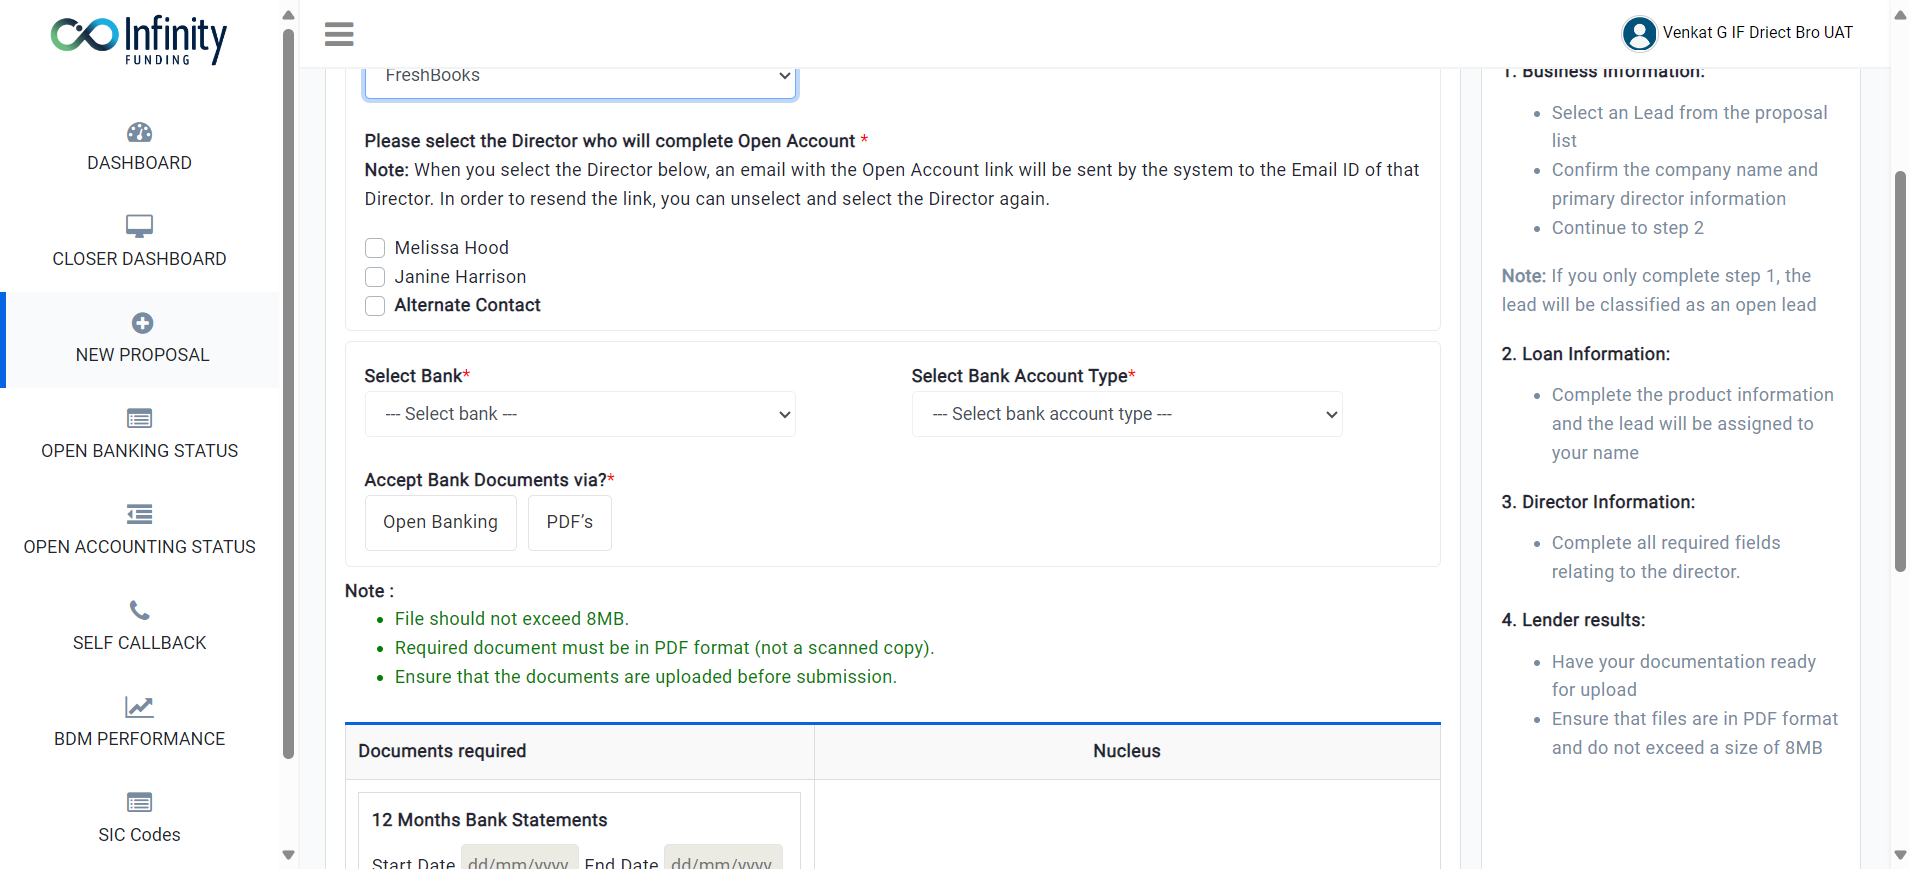 Infinity
FUNDING
DASHBOARD
CLOSER DASHBOARD
NEW PROPOSAL
OPEN BANKING STATUS
OPEN ACCOUNTING STATUS
SELF CALLBACK
BDM PERFORMANCE
SIC Codes
Venkat G IF Driect Bro UAT
FreshBooks
Please select the Director who will complete Open Account *
Note: When you select the Director below, an email with the Open Account link will be sent by the system to the Email ID of that
Director. In order to resend the link, you can unselect and select the Director again.
Melissa Hood
Janine Harrison
Alternate Contact
Select Bank*
Select Bank Account Type*
--- Select bank ---
--- Select bank account type ---
Accept Bank Documents via?*
Open Banking
PDF’s
Note :
File should not exceed 8MB.
Required document must be in PDF format (not a scanned copy).
Ensure that the documents are uploaded before submission.
Documents required
Nucleus
12 Months Bank Statements
Start Date dd/mm/yyyy End Date dd/mm/yyyy
1. Business Information:
Select an Lead from the proposal
list
Confirm the company name and
primary director information
Continue to step 2
Note: If you only complete step 1, the
lead will be classified as an open lead
2. Loan Information:
Complete the product information
and the lead will be assigned to
your name
3. Director Information:
Complete all required fields
relating to the director.
4. Lender results:
Have your documentation ready
for upload
Ensure that files are in PDF format
and do not exceed a size of 8MB